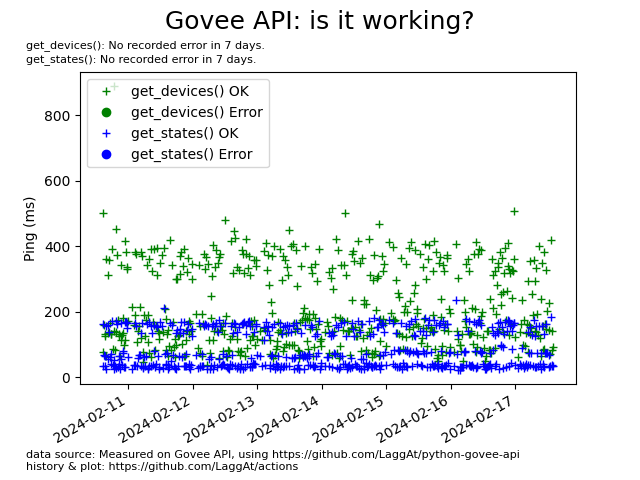 Govee API: is it working?
get_devices(): No recorded error in 7 days.
get_states(): No recorded error in 7 days.
get_devices() OK
get_devices() Error
get_states() OK
get_states() Error
Ping (ms)
800
600
400
200
0
2024-02-11
2024-02-12
2024-02-13
2024-02-14
2024-02-15
2024-02-16
2024-02-17
data source: Measured on Govee API, using https://github.com/LaggAt/python-govee-api
history & plot: https://github.com/LaggAt/actions